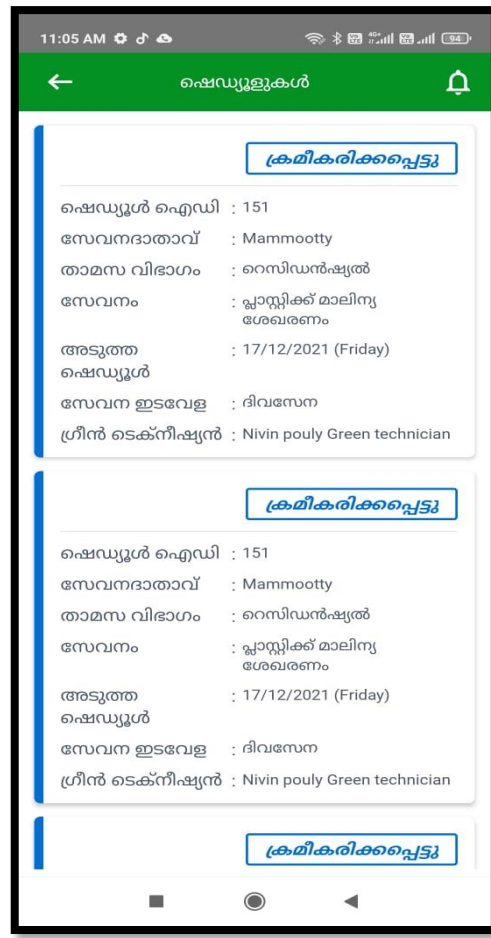 11:05 AM
94
ഷെഡ്യൂളുകൾ
ക്രമീകരിക്കപ്പെട്ടു
ഷെഡ്യൂൾ ഐഡി : 151
സേവനദാതാവ് : Mammootty
താമസ വിഭാഗം : റെസിഡൻഷ്യൽ
സേവനം : പ്ലാസ്റ്റിക്ക് മാലിന്യ
ശേഖരണം
അടുത്ത : 17/12/2021 (Friday)
ഷെഡ്യൂൾ
സേവന ഇടവേള : ദിവസേന
ഗ്രീൻ ടെക്നീഷ്യൻ : Nivin pouly Green technician
ക്രമീകരിക്കപ്പെട്ടു
ഷെഡ്യൂൾ ഐഡി : 151
സേവനദാതാവ് : Mammootty
താമസ വിഭാഗം : റെസിഡൻഷ്യൽ
സേവനം : പ്ലാസ്റ്റിക്ക് മാലിന്യ
ശേഖരണം
അടുത്ത : 17/12/2021 (Friday)
ഷെഡ്യൂൾ
സേവന ഇടവേള : ദിവസേന
ഗ്രീൻ ടെക്നീഷ്യൻ : Nivin pouly Green technician
ക്രമീകരിക്കപ്പെട്ടു